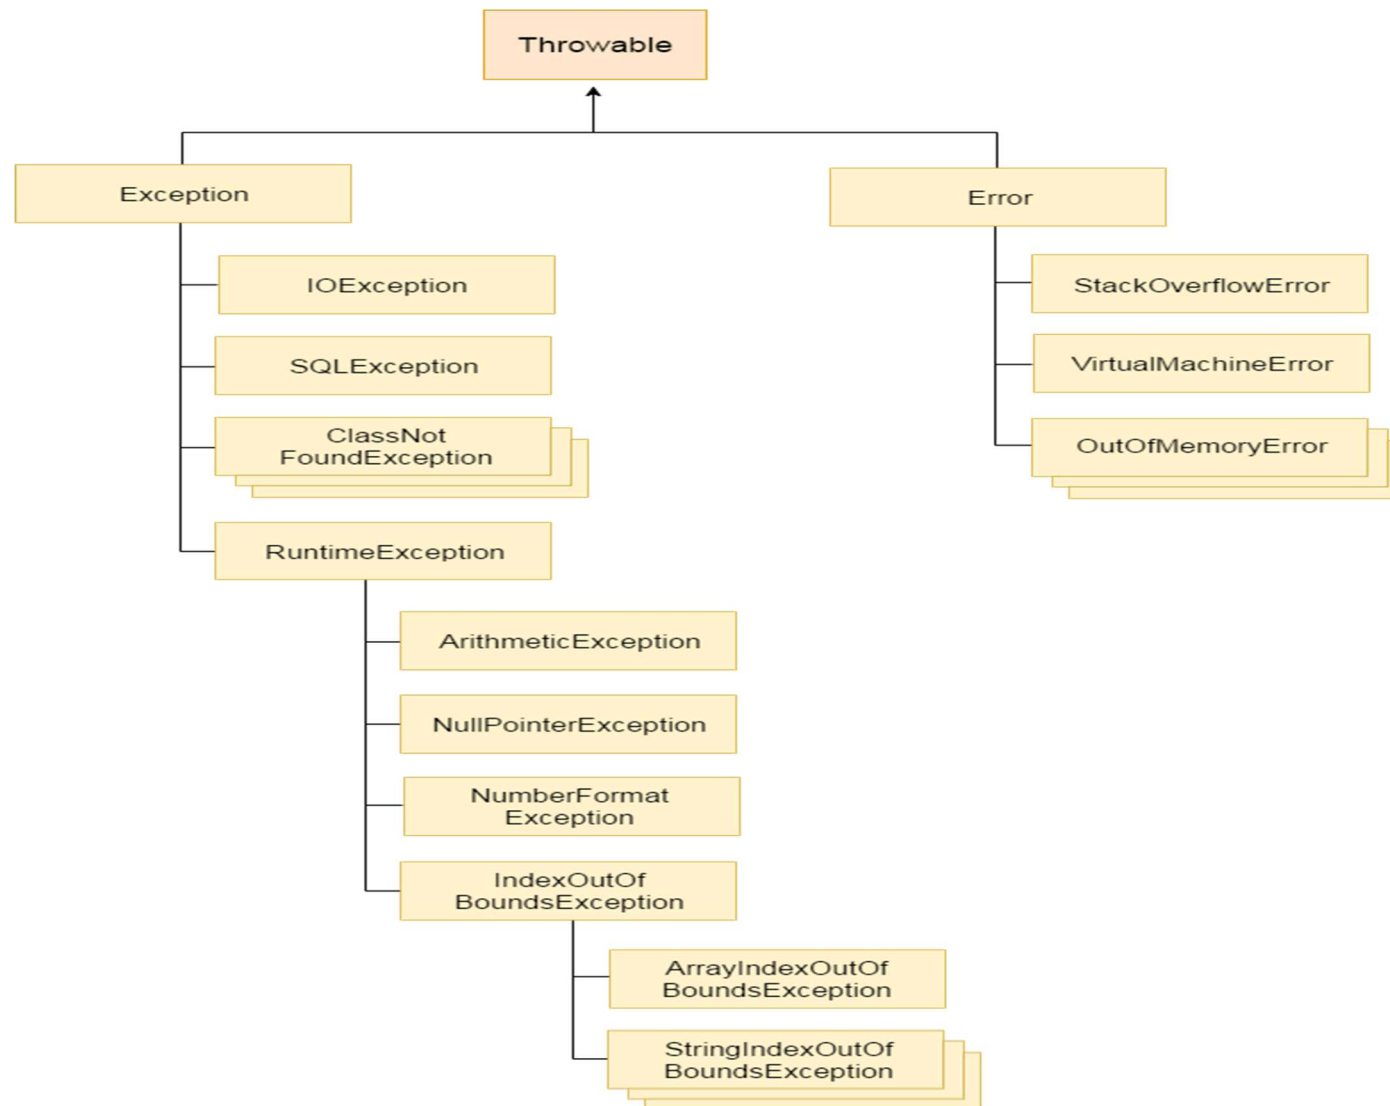 Throwable
Exception
Error
IOException
StackOverflowError
SQLException
VirtualMachineError
ClassNot
FoundException
OutOfMemoryError
RuntimeException
ArithmeticException
NullPointerException
NumberFormat
Exception
IndexOutOf
BoundsException
ArrayIndexOutOf
BoundsException
StringIndexOutOf
BoundsException